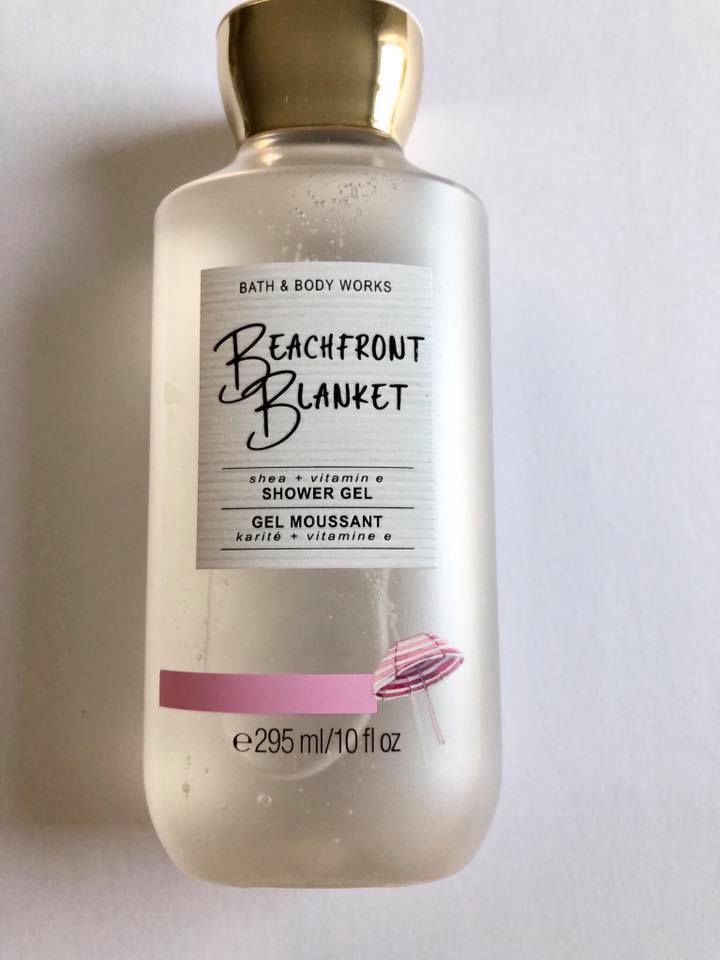 BATH & BODY WORKS
BEACHFRONT
BLANKET
shea + vitamin e
SHOWER GEL
GEL MOUSSANT
karité + vitamine e
℮295 ml/10 fl oz